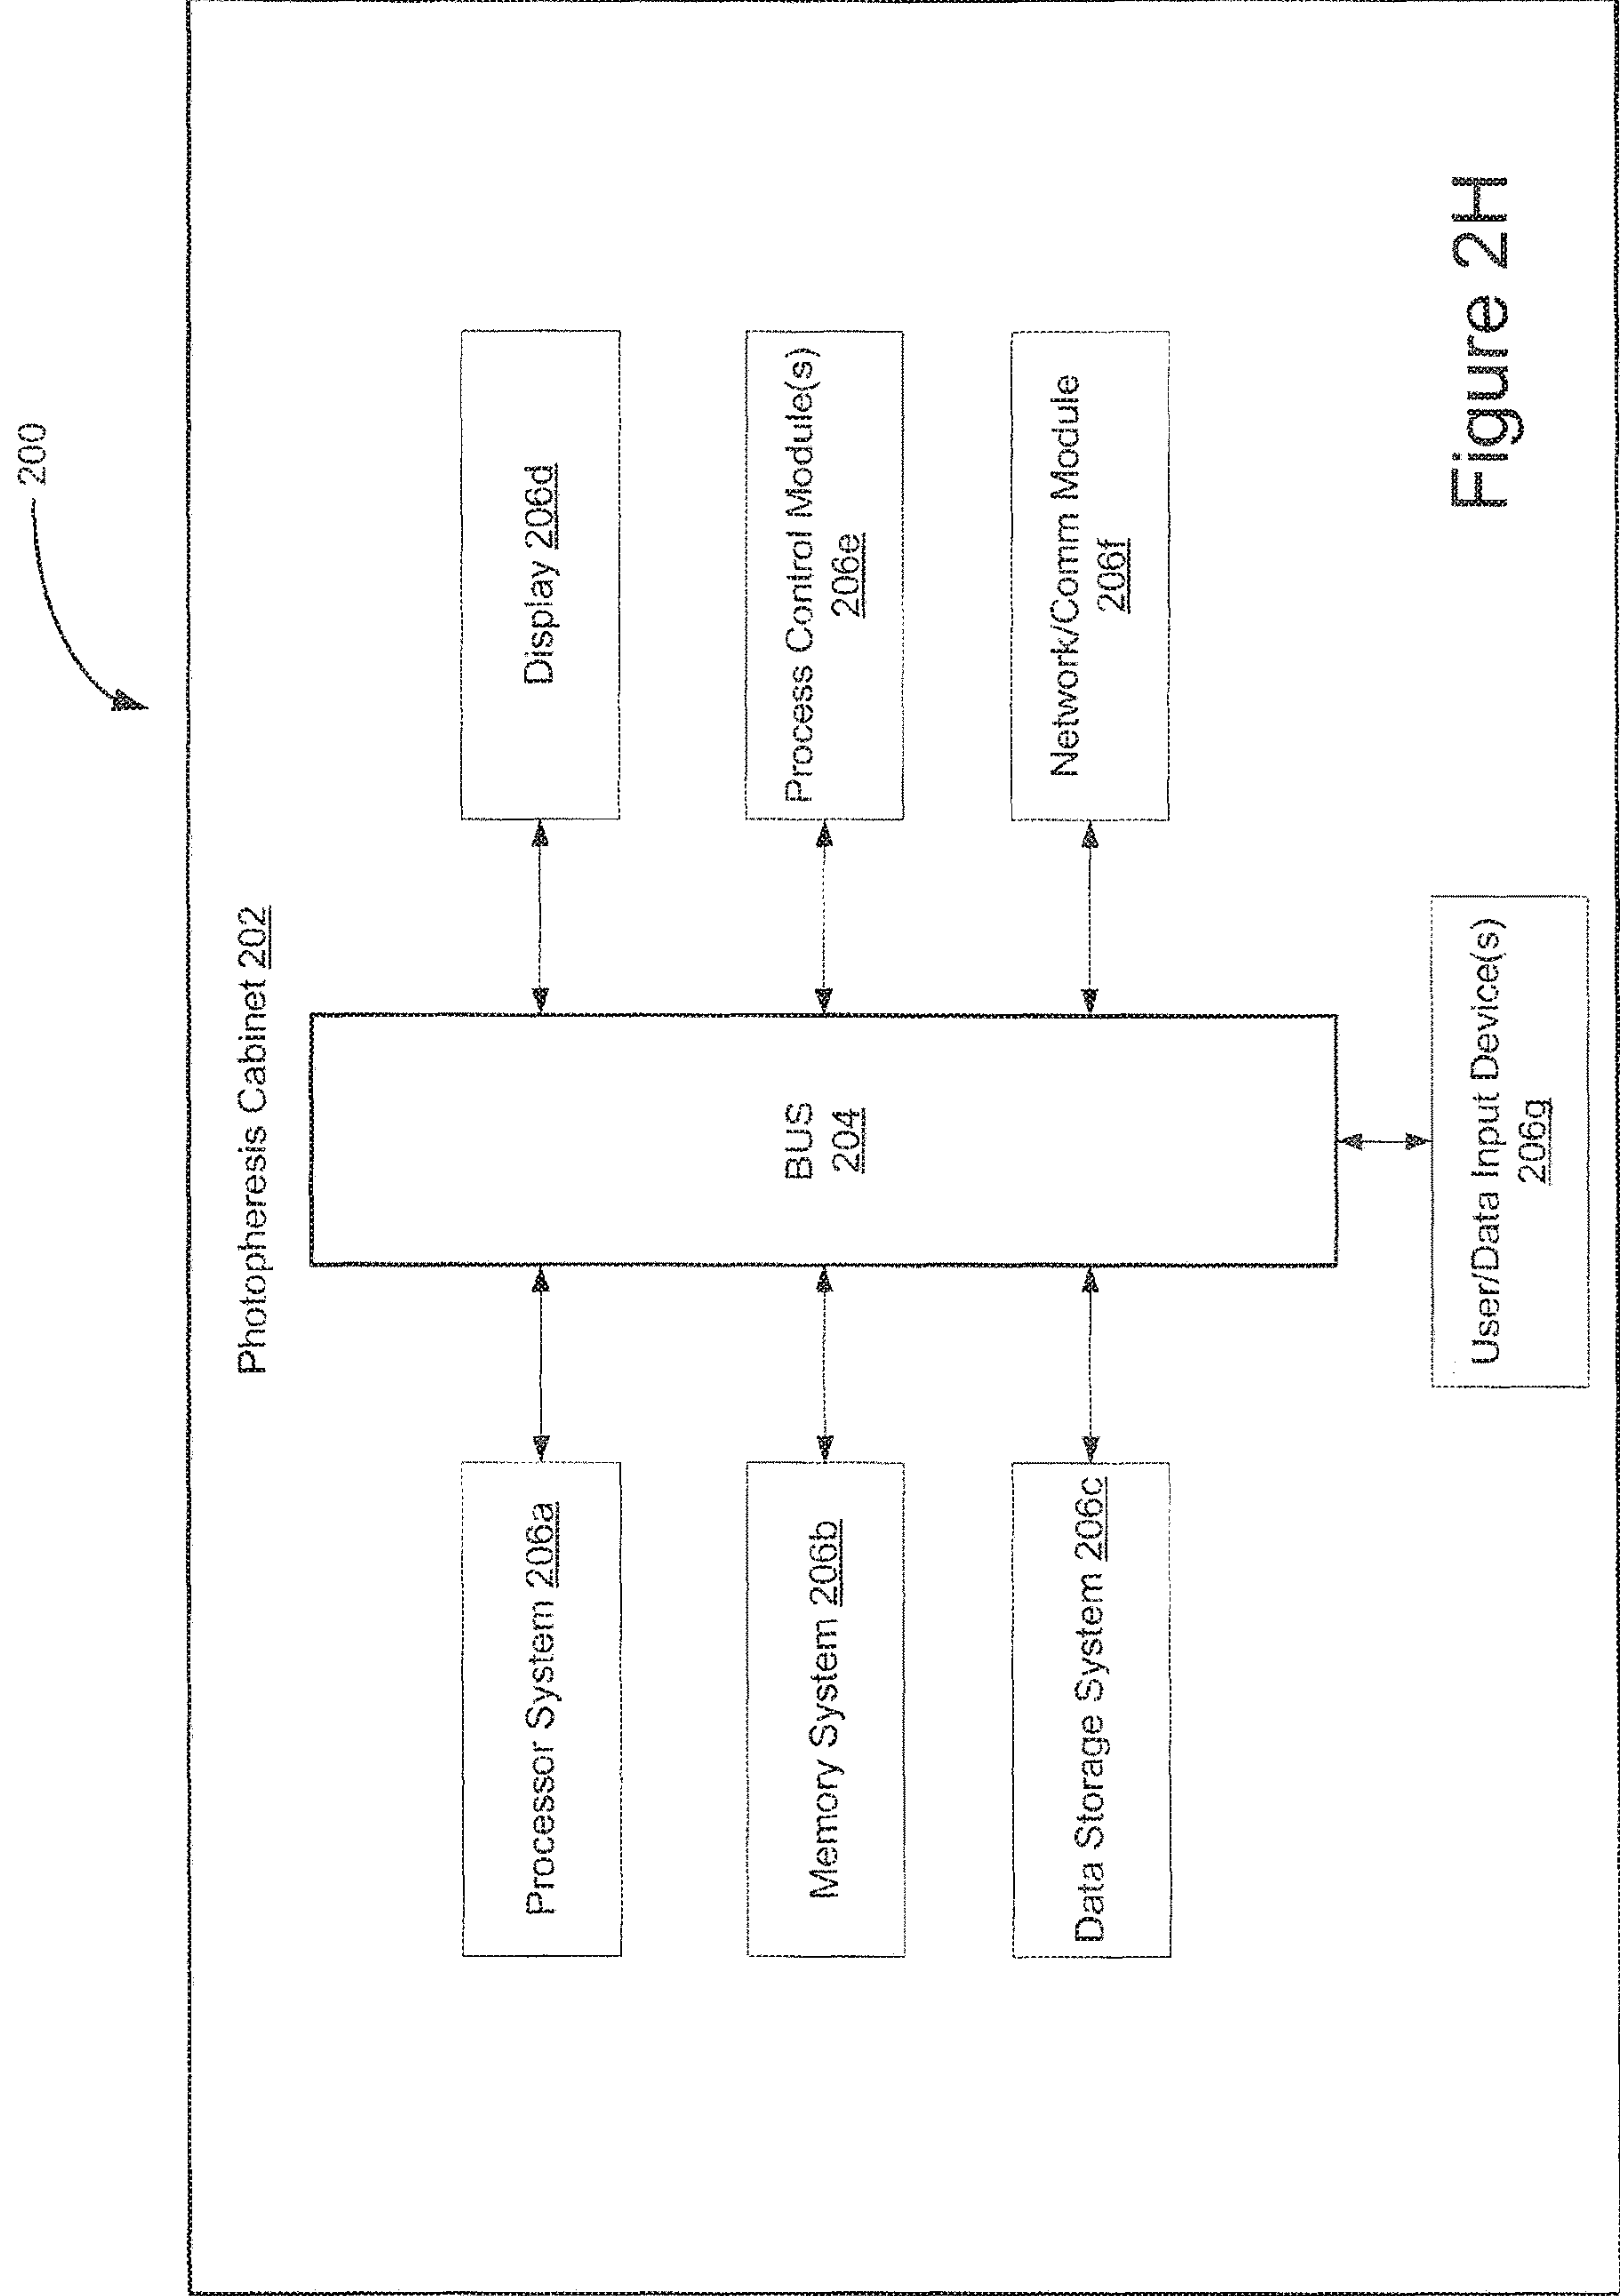 200
Photopheresis Cabinet 202
Processor System 206a
Memory System 206b
Data Storage System 206c
BUS
204
Display 206d
Process Control Module(s)
206e
Network/Comm Module
206f
User/Data Input Device(s)
206g
Figure 2H